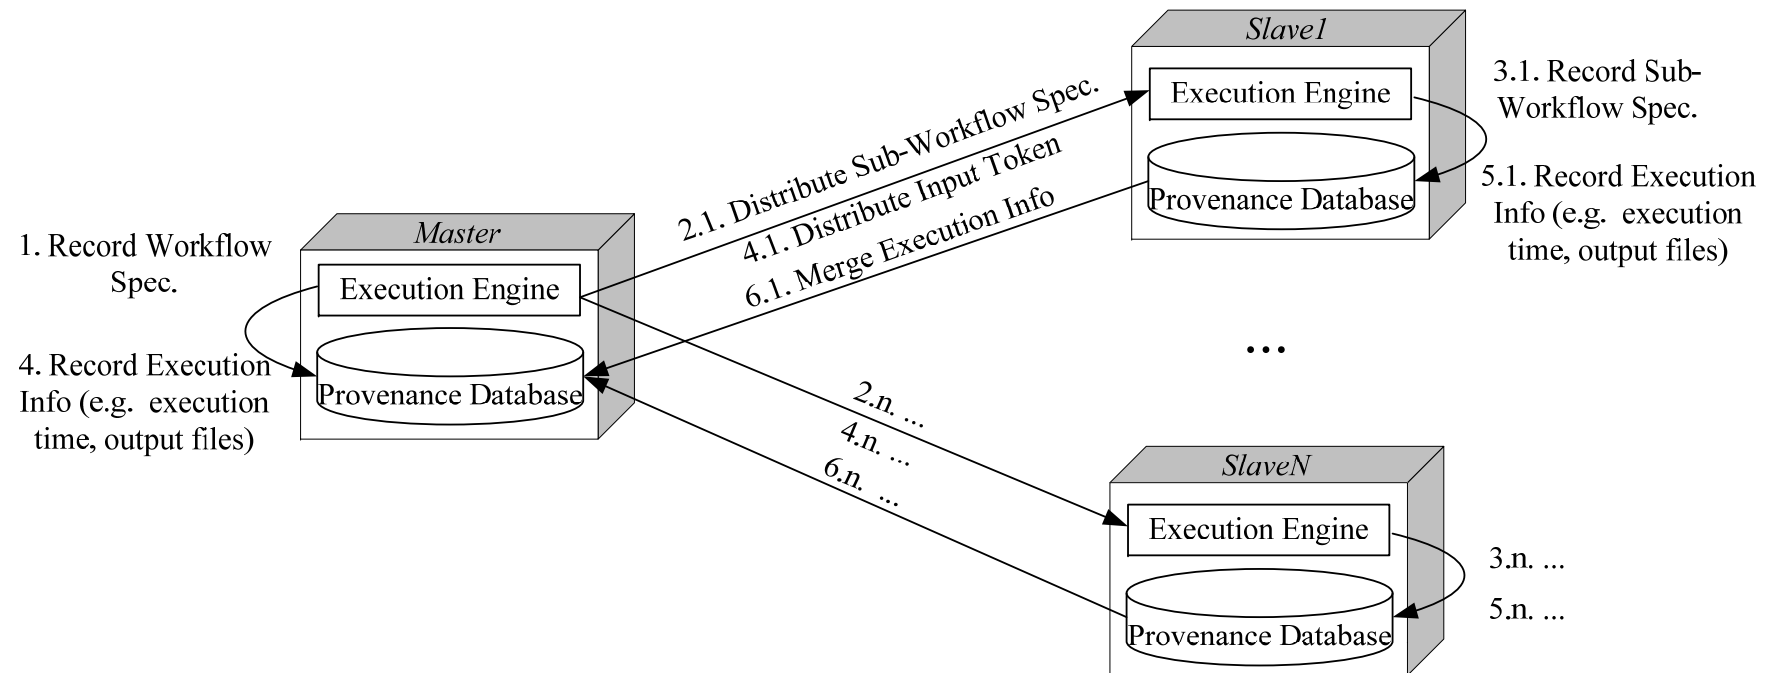 Slave1
Execution Engine
Provenance Database
3.1. Record Sub-
Workflow Spec.
5.1. Record Execution
Info (e.g. execution
time, output files)
2.1. Distribute Sub-Workflow Spec.
4.1. Distribute Input Token
6.1. Merge Execution Info
Master
Execution Engine
Provenance Database
1. Record Workflow
Spec.
4. Record Execution
Info (e.g. execution
time, output files)
...
2.n. ...
4.n. ...
6.n. ...
SlaveN
Execution Engine
Provenance Database
3.n. ...
5.n. ...